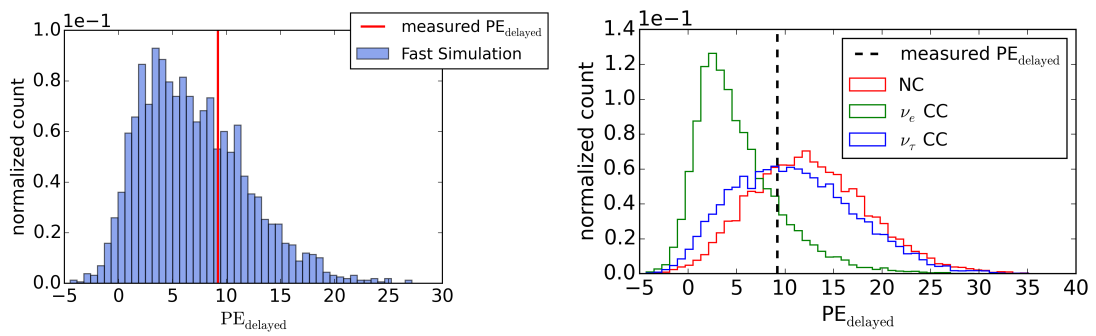 1e−1
measured PE_delayed
Fast Simulation
normalized count
1.0
0.8
0.6
0.4
0.2
0.0
−5 0 5 10 15 20 25 30
PE_delayed
1e−1
measured PE_delayed
NC
ν_e CC
ν_τ CC
normalized count
1.4
1.2
1.0
0.8
0.6
0.4
0.2
0.0
−5 0 5 10 15 20 25 30 35 40
PE_delayed